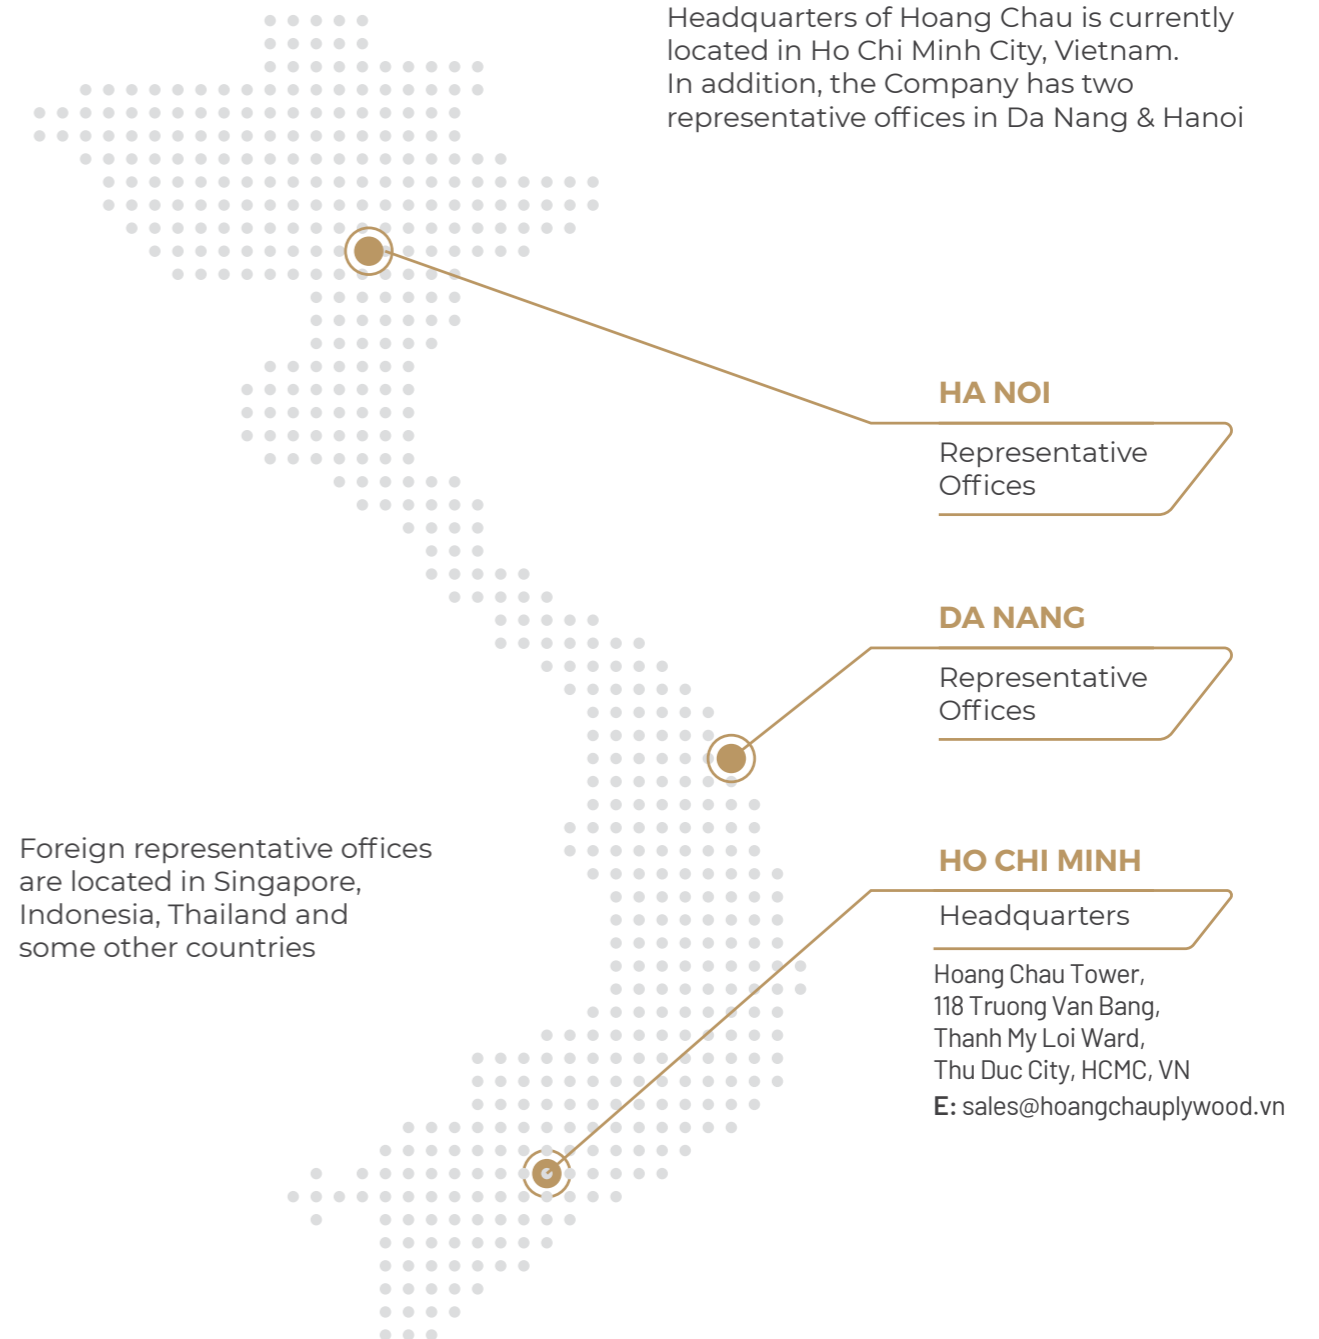 Headquarters of Hoang Chau is currently
located in Ho Chi Minh City, Vietnam.
In addition, the Company has two
representative offices in Da Nang & Hanoi
HA NOI
Representative
Offices
DA NANG
Representative
Offices
Foreign representative offices
are located in Singapore,
Indonesia, Thailand and
some other countries
HO CHI MINH
Headquarters
Hoang Chau Tower,
118 Truong Van Bang,
Thanh My Loi Ward,
Thu Duc City, HCMC, VN
E: sales@hoangchauplywood.vn